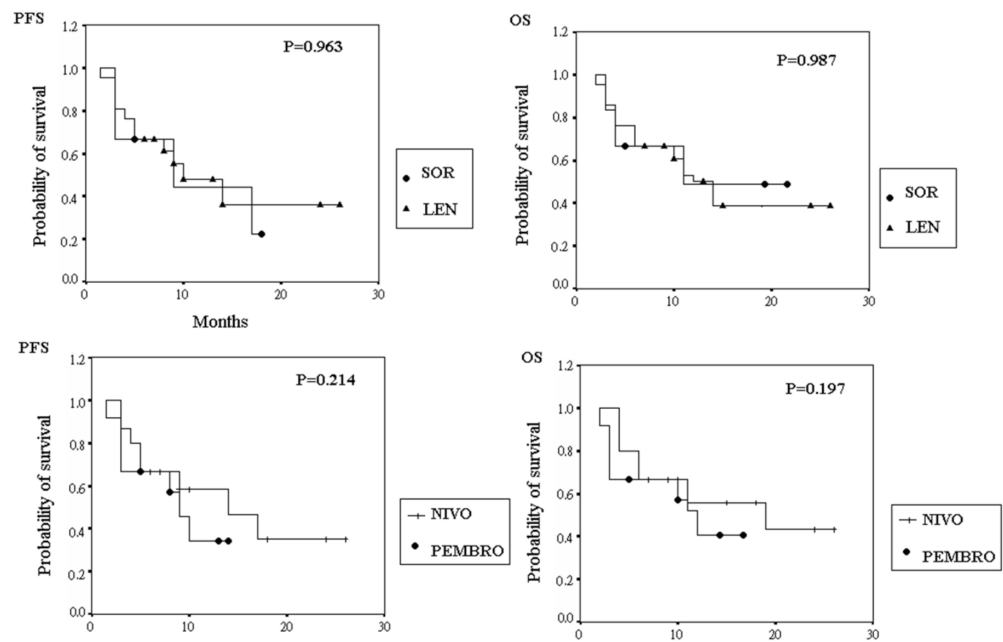 PFS
1.2
1.0
0.8
0.6
0.4
0.2
0.0
Probability of survival
P=0.963
0
10
20
30
Months
SOR
LEN
OS
1.2
1.0
0.8
0.6
0.4
0.2
0.0
Probability of survival
P=0.987
0
10
20
30
SOR
LEN
PFS
1.2
1.0
0.8
0.6
0.4
0.2
0.0
Probability of survival
P=0.214
0
10
20
30
NIVO
PEMBRO
OS
1.2
1.0
0.8
0.6
0.4
0.2
0.0
Probability of survival
P=0.197
0
10
20
30
NIVO
PEMBRO